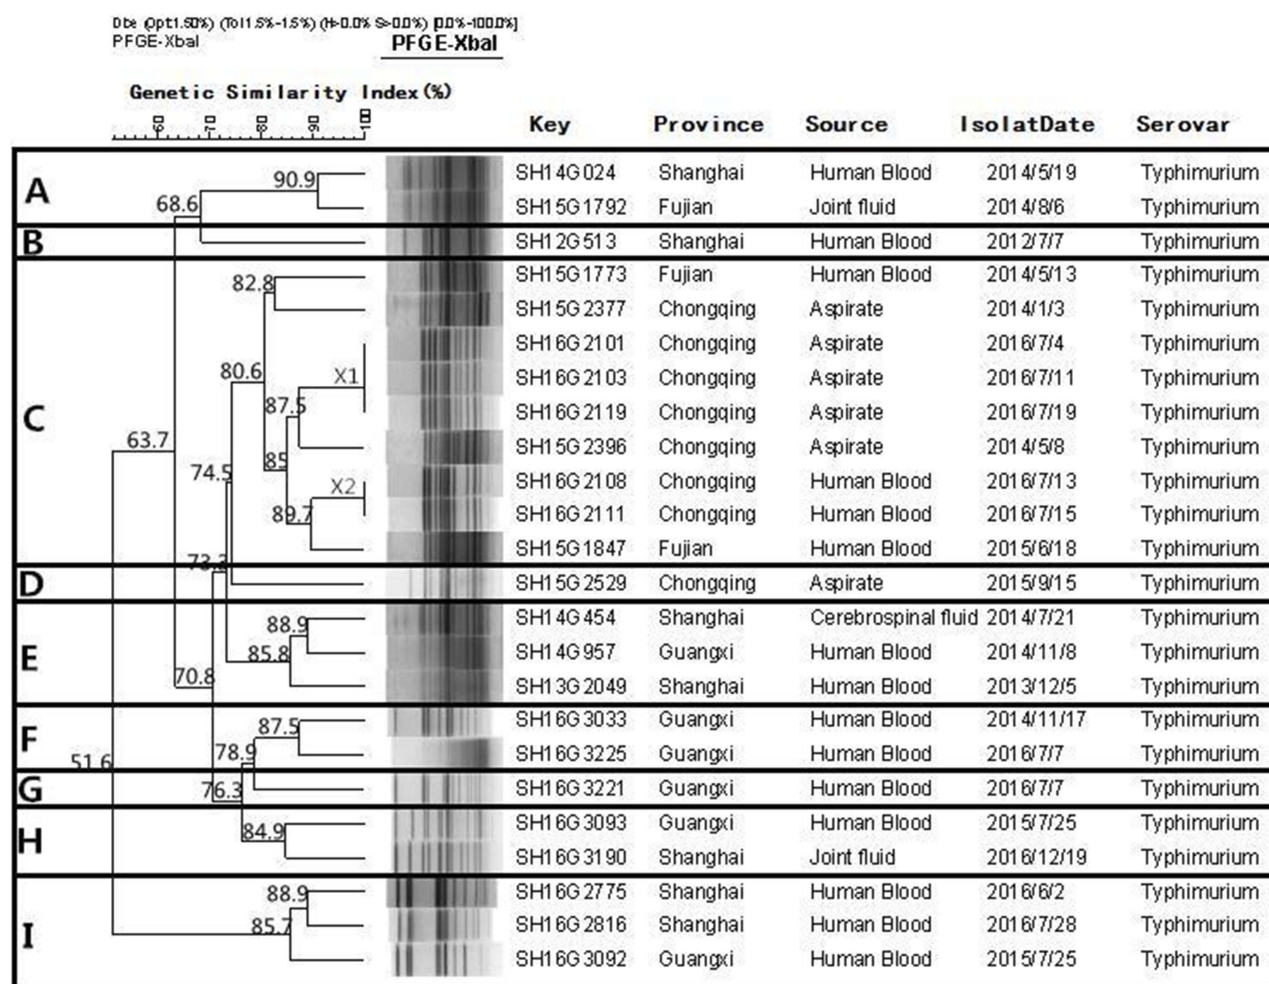 Dice (Opt:1.50%) (Tol 1.5%-1.5%) (H>0.0% S>0.0%) [0.0%-100.0%]
PFGE-XbaI PFGE-XbaI
Genetic Similarity Index(%)
60 70 80 90 100
Key Province Source IsolatDate Serovar
A 90.9 SH14G024 Shanghai Human Blood 2014/5/19 Typhimurium
68.6 SH15G1792 Fujian Joint fluid 2014/8/6 Typhimurium
B SH12G513 Shanghai Human Blood 2012/7/7 Typhimurium
82.8 SH15G1773 Fujian Human Blood 2014/5/13 Typhimurium
SH15G2377 Chongqing Aspirate 2014/1/3 Typhimurium
SH16G2101 Chongqing Aspirate 2016/7/4 Typhimurium
80.6 X1 SH16G2103 Chongqing Aspirate 2016/7/11 Typhimurium
C 87.5 SH16G2119 Chongqing Aspirate 2016/7/19 Typhimurium
63.7 85 SH15G2396 Chongqing Aspirate 2014/5/8 Typhimurium
74.5 X2 SH16G2108 Chongqing Human Blood 2016/7/13 Typhimurium
89.7 SH16G2111 Chongqing Human Blood 2016/7/15 Typhimurium
SH15G1847 Fujian Human Blood 2015/6/18 Typhimurium
D SH15G2529 Chongqing Aspirate 2015/9/15 Typhimurium
88.9 SH14G454 Shanghai Cerebrospinal fluid 2014/7/21 Typhimurium
E 85.8 SH14G957 Guangxi Human Blood 2014/11/8 Typhimurium
70.8 SH13G2049 Shanghai Human Blood 2013/12/5 Typhimurium
F 87.5 SH16G3033 Guangxi Human Blood 2014/11/17 Typhimurium
51.6 78.9 SH16G3225 Guangxi Human Blood 2016/7/7 Typhimurium
G 76.3 SH16G3221 Guangxi Human Blood 2016/7/7 Typhimurium
84.9 SH16G3093 Guangxi Human Blood 2015/7/25 Typhimurium
H SH16G3190 Shanghai Joint fluid 2016/12/19 Typhimurium
88.9 SH16G2775 Shanghai Human Blood 2016/6/2 Typhimurium
I 85.7 SH16G2816 Shanghai Human Blood 2016/7/28 Typhimurium
SH16G3092 Guangxi Human Blood 2015/7/25 Typhimurium